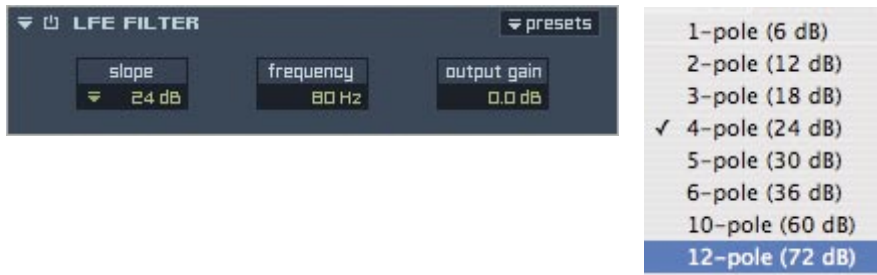 LFE FILTER
presets
slope
frequency
output gain
24 dB
80 Hz
0.0 dB
1-pole (6 dB)
2-pole (12 dB)
3-pole (18 dB)
✓ 4-pole (24 dB)
5-pole (30 dB)
6-pole (36 dB)
10-pole (60 dB)
12-pole (72 dB)